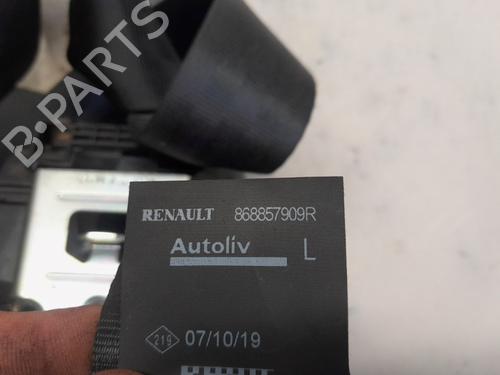 B-PARTS
RENAULT 868857909R
Autoliv L
219 07/10/19